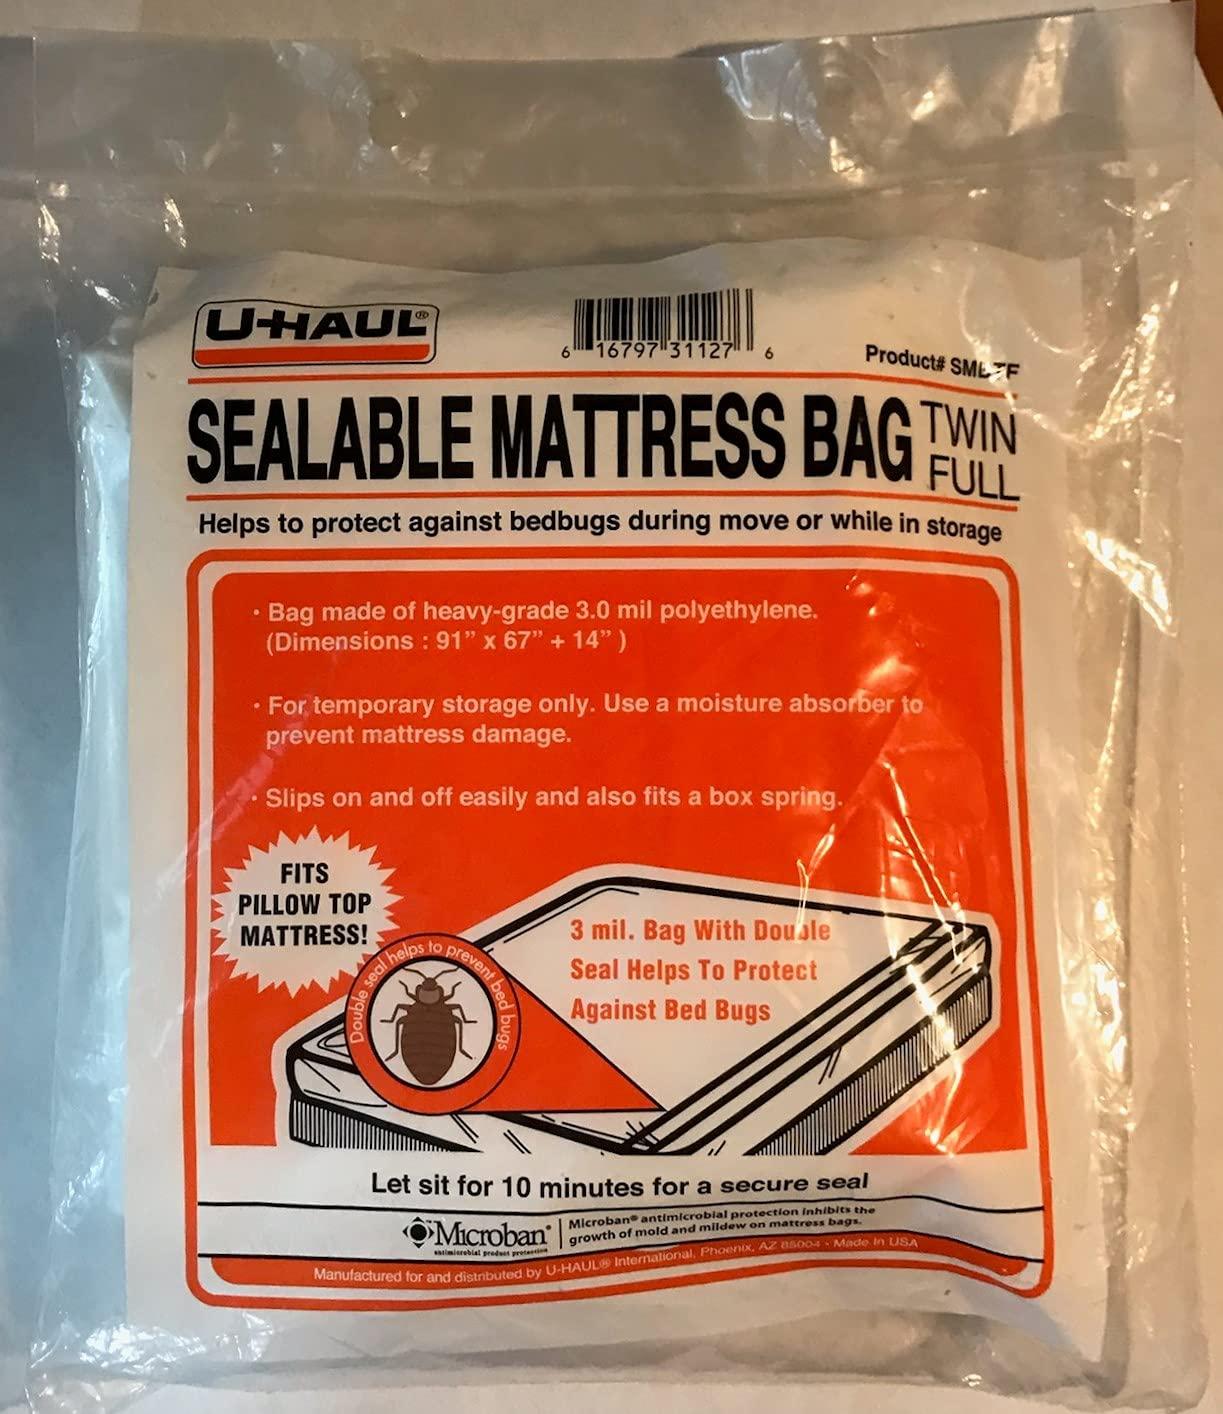 U-HAUL®
6 16797 31127 6
Product#
SEALABLE MATTRESS BAG TWIN FULL
Helps to protect against bedbugs during move or while in storage
· Bag made of heavy-grade 3.0 mil polyethylene.
(Dimensions : 91” x 67” + 14” )
· For temporary storage only. Use a moisture absorber to
prevent mattress damage.
· Slips on and off easily and also fits a box spring.
FITS
PILLOW TOP
MATTRESS!
Double seal helps to prevent bed bugs
3 mil. Bag With Double
Seal Helps To Protect
Against Bed Bugs
Let sit for 10 minutes for a secure seal
Microban®
antimicrobial product protection
Microban® antimicrobial protection inhibits the
growth of mold and mildew on mattress bags.
Manufactured for and distributed by U-HAUL® International, Phoenix, AZ 85004 - Made In USA